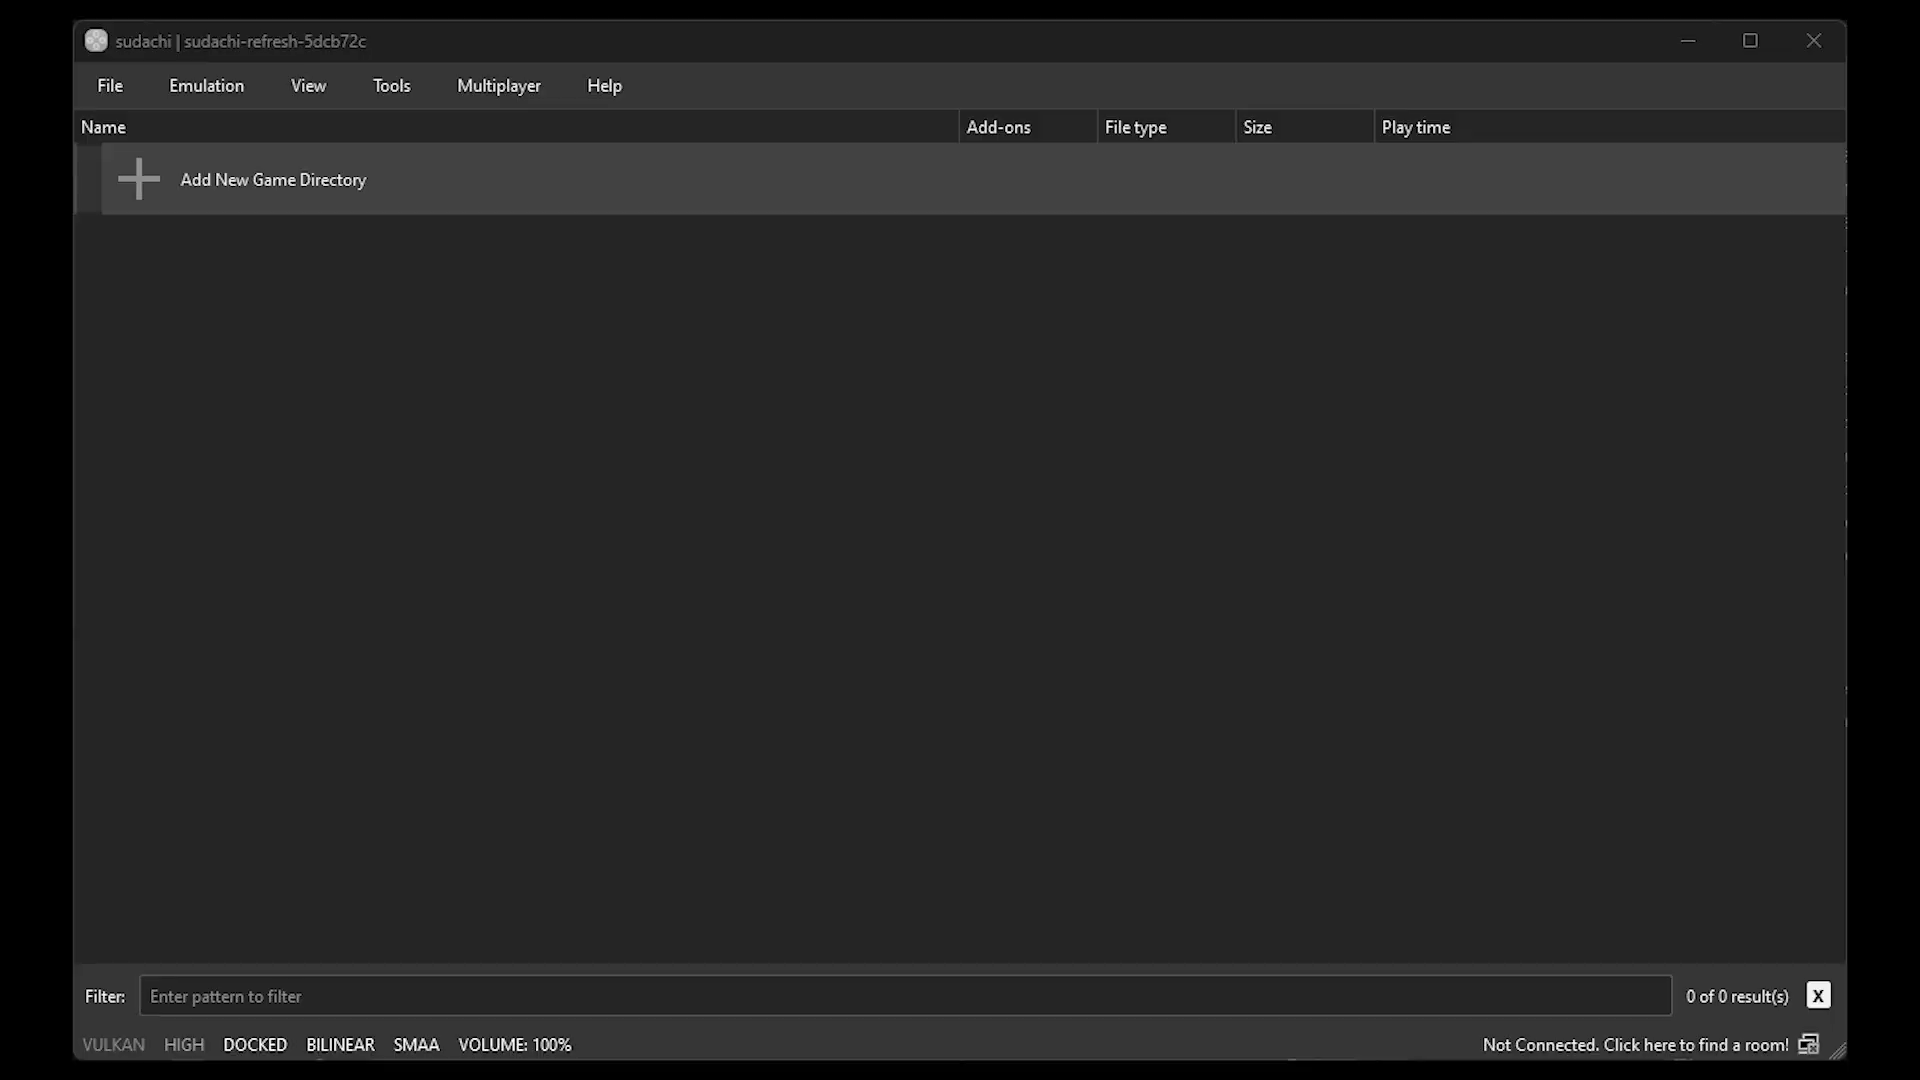 sudachi | sudachi-refresh-5dcb72c
File Emulation View Tools Multiplayer Help
Name Add-ons File type Size Play time
Add New Game Directory
Filter: Enter pattern to filter 0 of 0 result(s) X
VULKAN HIGH DOCKED BILINEAR SMAA VOLUME: 100% Not Connected. Click here to find a room!